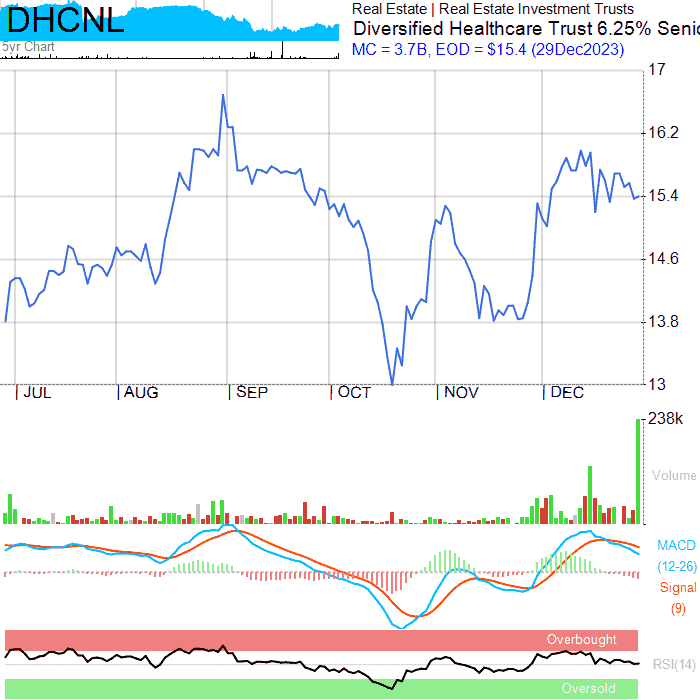 DHCNL
5yr Chart
Real Estate | Real Estate Investment Trusts
Diversified Healthcare Trust 6.25% Senio
MC = 3.7B, EOD = $15.4 (29Dec2023)
17
16.2
15.4
14.6
13.8
13
JUL AUG SEP OCT NOV DEC
238k
Volume
MACD
(12-26)
Signal
(9)
Overbought
RSI(14)
Oversold